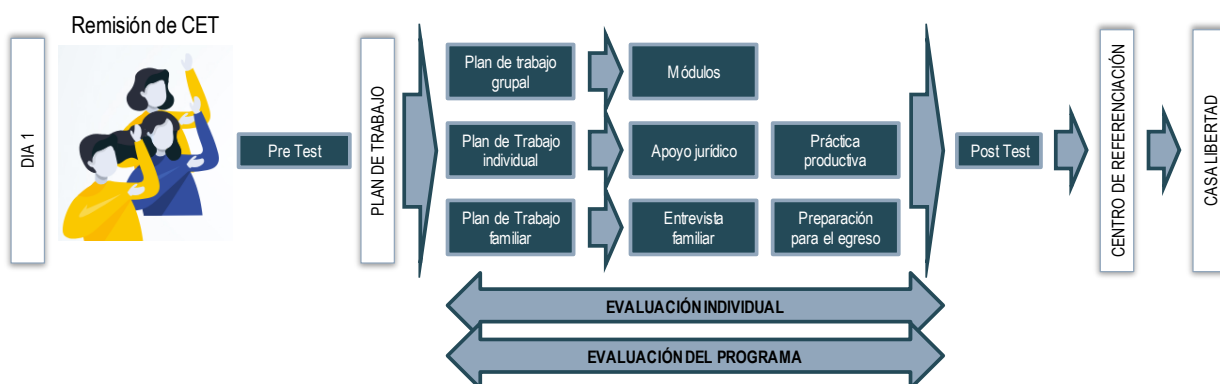 Remisión de CET
DIA 1
Pre Test
PLAN DE TRABAJO
Plan de trabajo
grupal
Módulos
Plan de Trabajo
individual
Apoyo jurídico
Práctica
productiva
Plan de Trabajo
familiar
Entrevista
familiar
Preparación
para el egreso
Post Test
CENTRO DE REFERENCIACIÓN
CASA LIBERTAD
EVALUACIÓN INDIVIDUAL
EVALUACIÓN DEL PROGRAMA